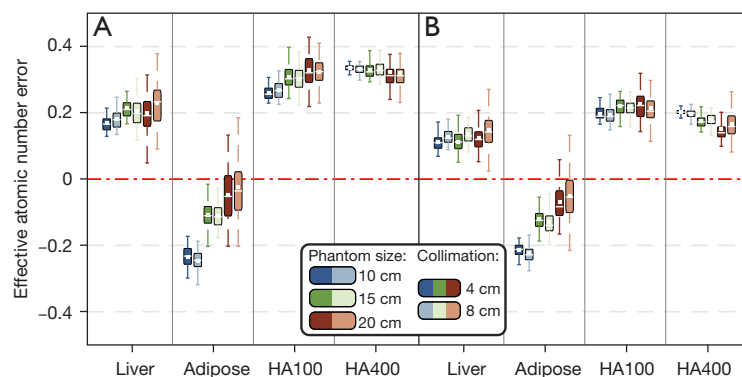 A
B
Effective atomic number error
0.4
0.2
0
−0.2
−0.4
Phantom size:
Collimation:
10 cm
15 cm
20 cm
4 cm
8 cm
Liver
Adipose
HA100
HA400
Liver
Adipose
HA100
HA400